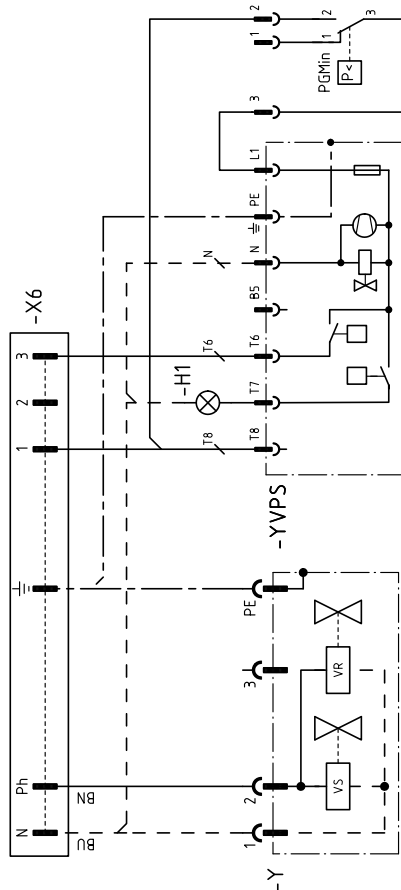 2
1
2
3
1
PGMin
P<
3
L1
PE
N
N
B5
-X6
3
T6
T6
2
-H1
T7
1
T8
T8
-YVPS
PE
3
VR
Ph
BN
2
VS
N
BU
1
-Y